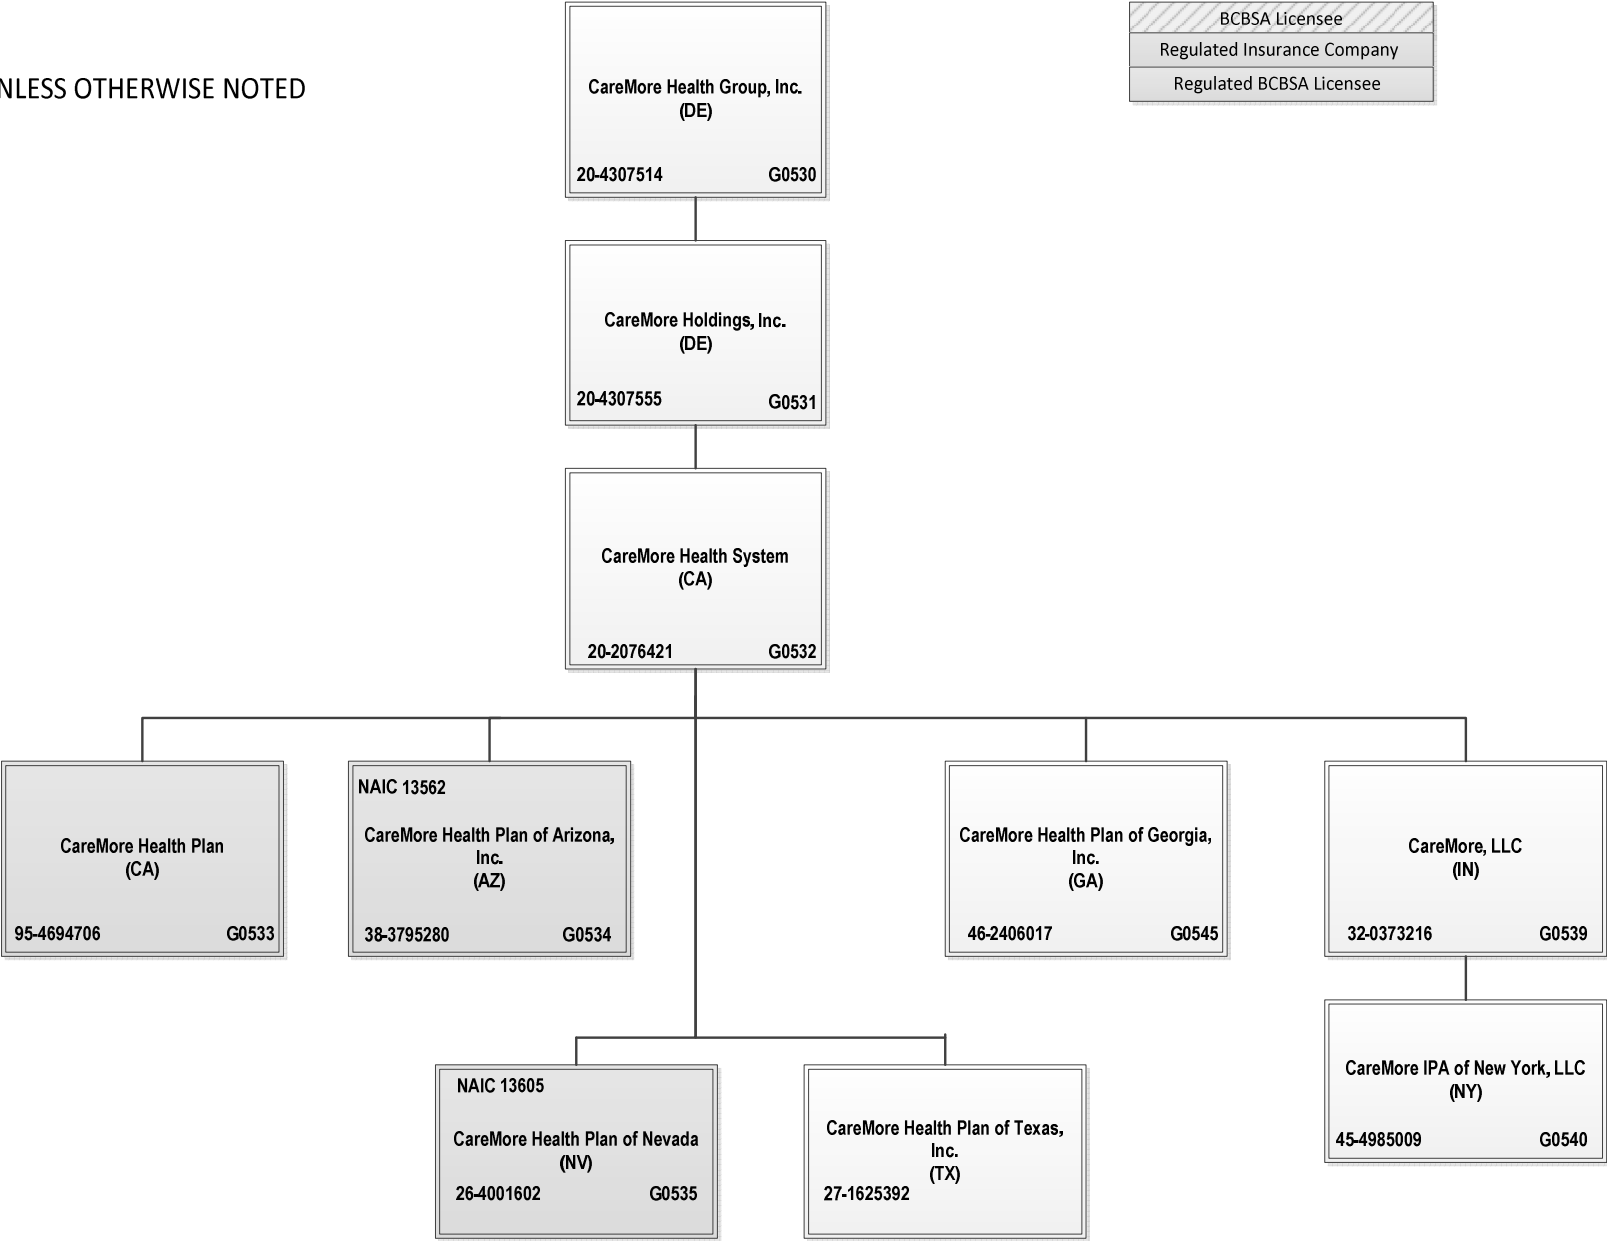 BCBSA Licensee
Regulated Insurance Company
Regulated BCBSA Licensee
NLESS OTHERWISE NOTED
CareMore Health Group, Inc.
(DE)
20-4307514 G0530
CareMore Holdings, Inc.
(DE)
20-4307555 G0531
CareMore Health System
(CA)
20-2076421 G0532
CareMore Health Plan
(CA)
95-4694706 G0533
NAIC 13562
CareMore Health Plan of Arizona,
Inc.
(AZ)
38-3795280 G0534
CareMore Health Plan of Georgia,
Inc.
(GA)
46-2406017 G0545
CareMore, LLC
(IN)
32-0373216 G0539
NAIC 13605
CareMore Health Plan of Nevada
(NV)
26-4001602 G0535
CareMore Health Plan of Texas,
Inc.
(TX)
27-1625392
CareMore IPA of New York, LLC
(NY)
45-4985009 G0540